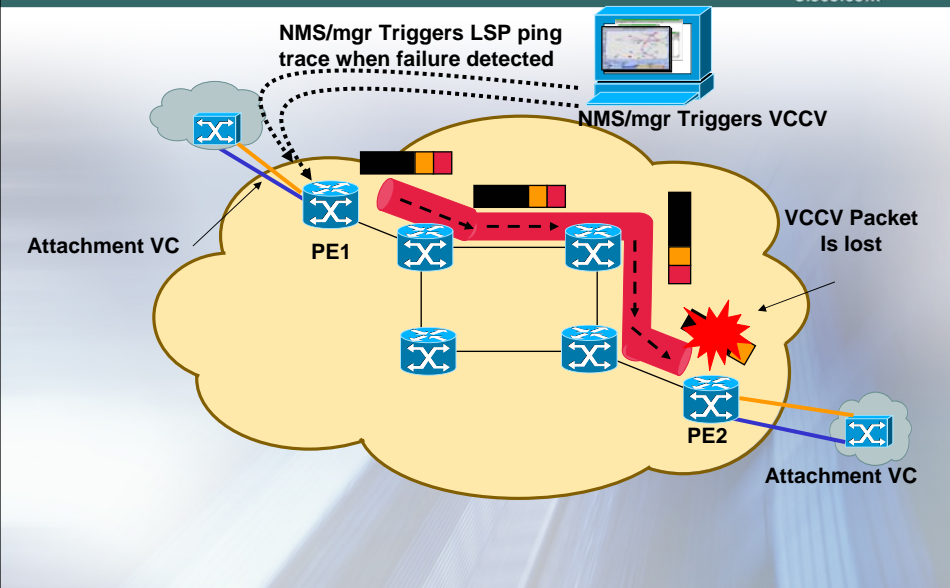 NMS/mgr Triggers LSP ping
trace when failure detected
NMS/mgr Triggers VCCV
VCCV Packet
Is lost
Attachment VC
PE1
PE2
Attachment VC